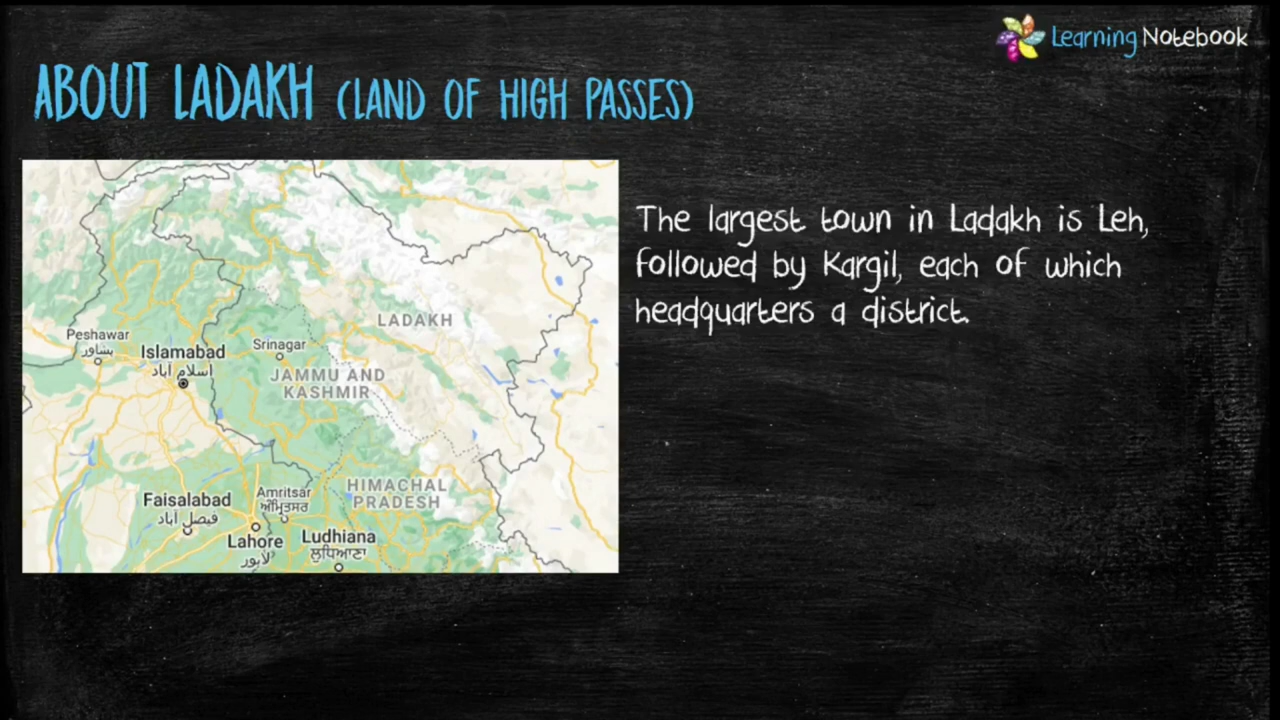 Learning Notebook
ABOUT LADAKH (LAND OF HIGH PASSES)
The largest town in Ladakh is Leh,
followed by Kargil, each of which
headquarters a district.
LADAKH
Peshawar
پشاور
Islamabad
اسلام آباد
Srinagar
JAMMU AND
KASHMIR
HIMACHAL
PRADESH
Faisalabad
فیصل آباد
Amritsar
ਅੰਮ੍ਰਿਤਸਰ
Lahore
لاہور
Ludhiana
ਲੁਧਿਆਣਾ